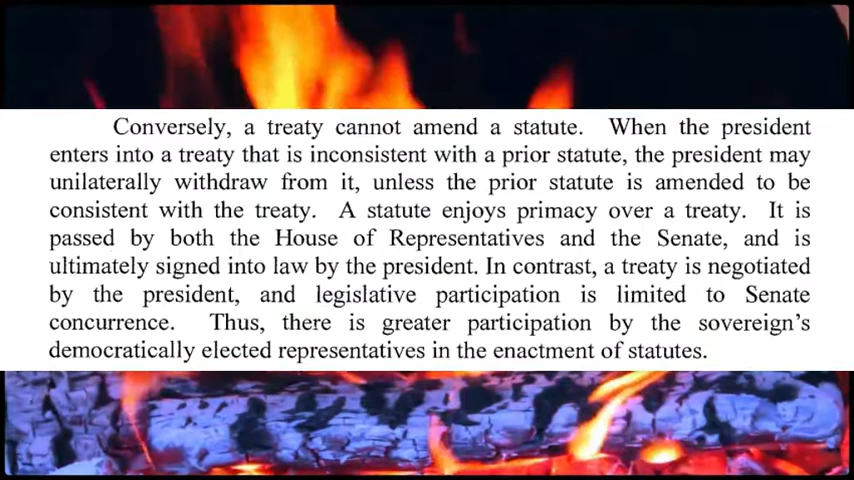 Conversely, a treaty cannot amend a statute. When the president
enters into a treaty that is inconsistent with a prior statute, the president may
unilaterally withdraw from it, unless the prior statute is amended to be
consistent with the treaty. A statute enjoys primacy over a treaty. It is
passed by both the House of Representatives and the Senate, and is
ultimately signed into law by the president. In contrast, a treaty is negotiated
by the president, and legislative participation is limited to Senate
concurrence. Thus, there is greater participation by the sovereign’s
democratically elected representatives in the enactment of statutes.